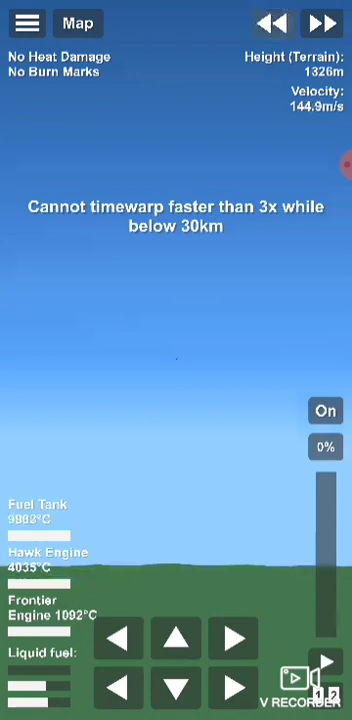 Map
No Heat Damage
No Burn Marks
Height (Terrain):
1326m
Velocity:
144.9m/s
Cannot timewarp faster than 3x while
below 30km
On
0%
Fuel Tank
9982°C
Hawk Engine
4035°C
Frontier
Engine 1092°C
Liquid fuel:
V RECORDER